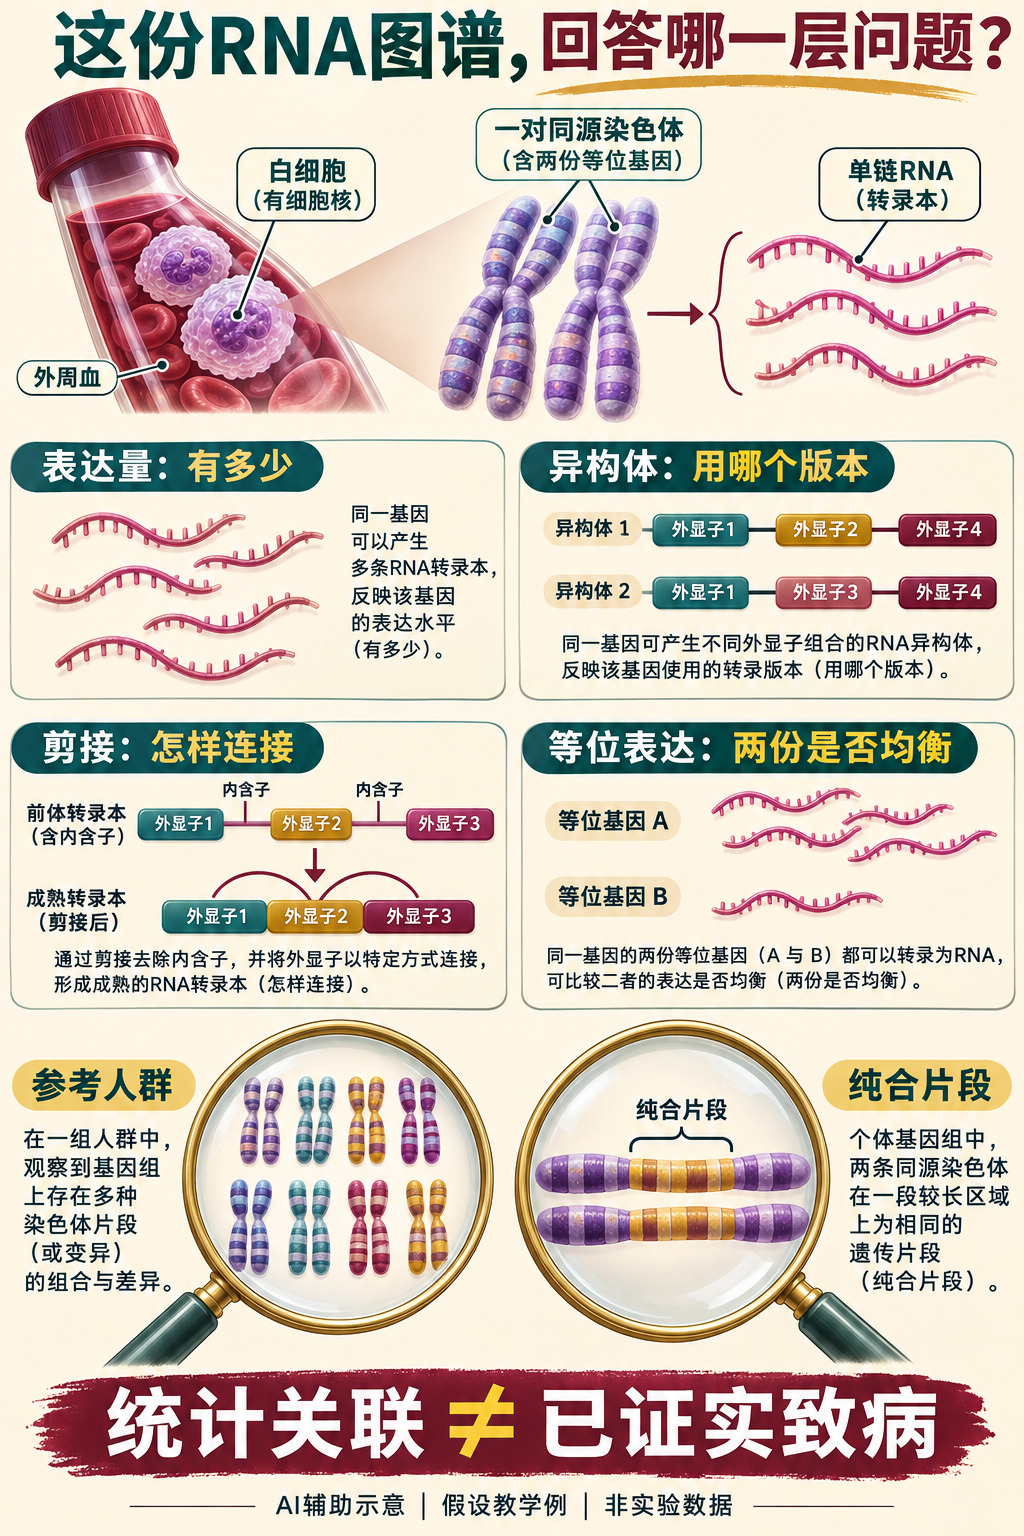 这份RNA图谱,回答哪一层问题?
白细胞
(有细胞核)
一对同源染色体
(含两份等位基因)
单链RNA
(转录本)
外周血
表达量：有多少
同一基因
可以产生
多条RNA转录本，
反映该基因
的表达水平
（有多少）。
异构体：用哪个版本
异构体 1
外显子1
外显子2
外显子4
异构体 2
外显子1
外显子3
外显子4
同一基因可产生不同外显子组合的RNA异构体，
反映该基因使用的转录版本（用哪个版本）。
剪接：怎样连接
内含子
内含子
前体转录本
（含内含子）
外显子1
外显子2
外显子3
成熟转录本
（剪接后）
外显子1
外显子2
外显子3
通过剪接去除内含子，并将外显子以特定方式连接，
形成成熟的RNA转录本（怎样连接）。
等位表达：两份是否均衡
等位基因 A
等位基因 B
同一基因的两份等位基因（A 与 B）都可以转录为RNA，
可比较二者的表达是否均衡（两份是否均衡）。
参考人群
在一组人群中，
观察到基因组
上存在多种
染色体片段
（或变异）
的组合与差异。
纯合片段
纯合片段
个体基因组中，
两条同源染色体
在一段较长区域
上为相同的
遗传片段
（纯合片段）。
统计关联≠已证实致病
AI辅助示意 | 假设教学例 | 非实验数据